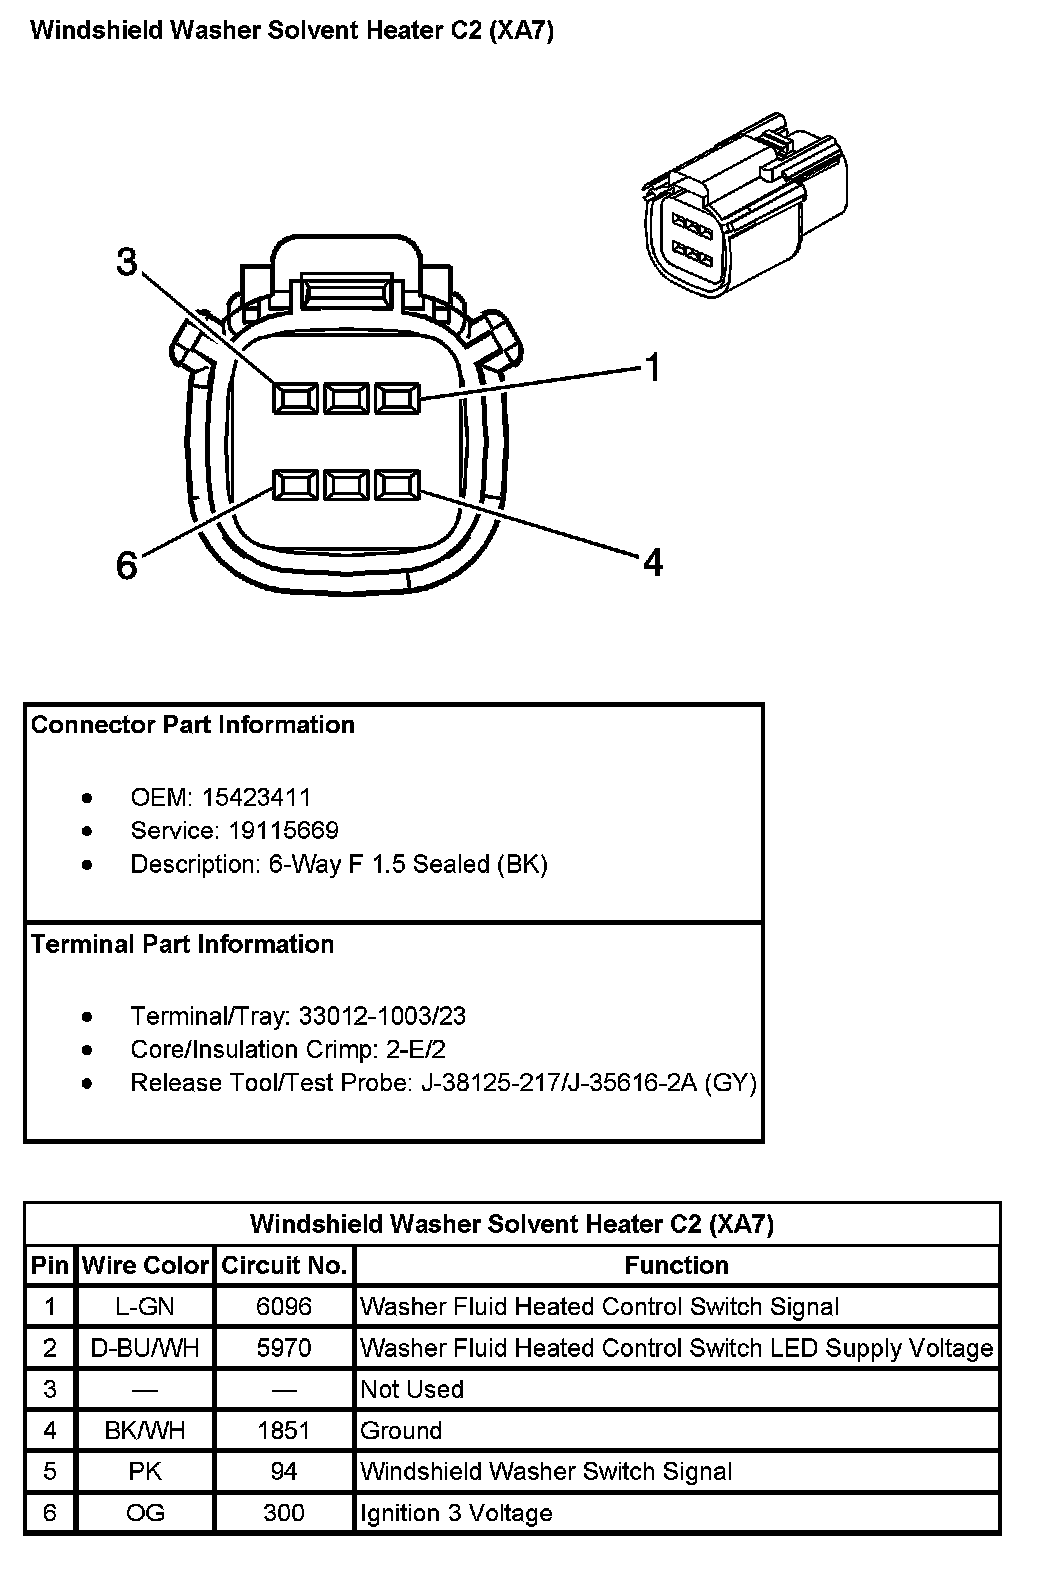 Windshield Washer Solvent Heater C2 (XA7)
3
1
6
4
Connector Part Information
● OEM: 15423411
● Service: 19115669
● Description: 6-Way F 1.5 Sealed (BK)
Terminal Part Information
● Terminal/Tray: 33012-1003/23
● Core/Insulation Crimp: 2-E/2
● Release Tool/Test Probe: J-38125-217/J-35616-2A (GY)
Windshield Washer Solvent Heater C2 (XA7)
Pin Wire Color Circuit No. Function
1 L-GN 6096 Washer Fluid Heated Control Switch Signal
2 D-BU/WH 5970 Washer Fluid Heated Control Switch LED Supply Voltage
3 — — Not Used
4 BK/WH 1851 Ground
5 PK 94 Windshield Washer Switch Signal
6 OG 300 Ignition 3 Voltage